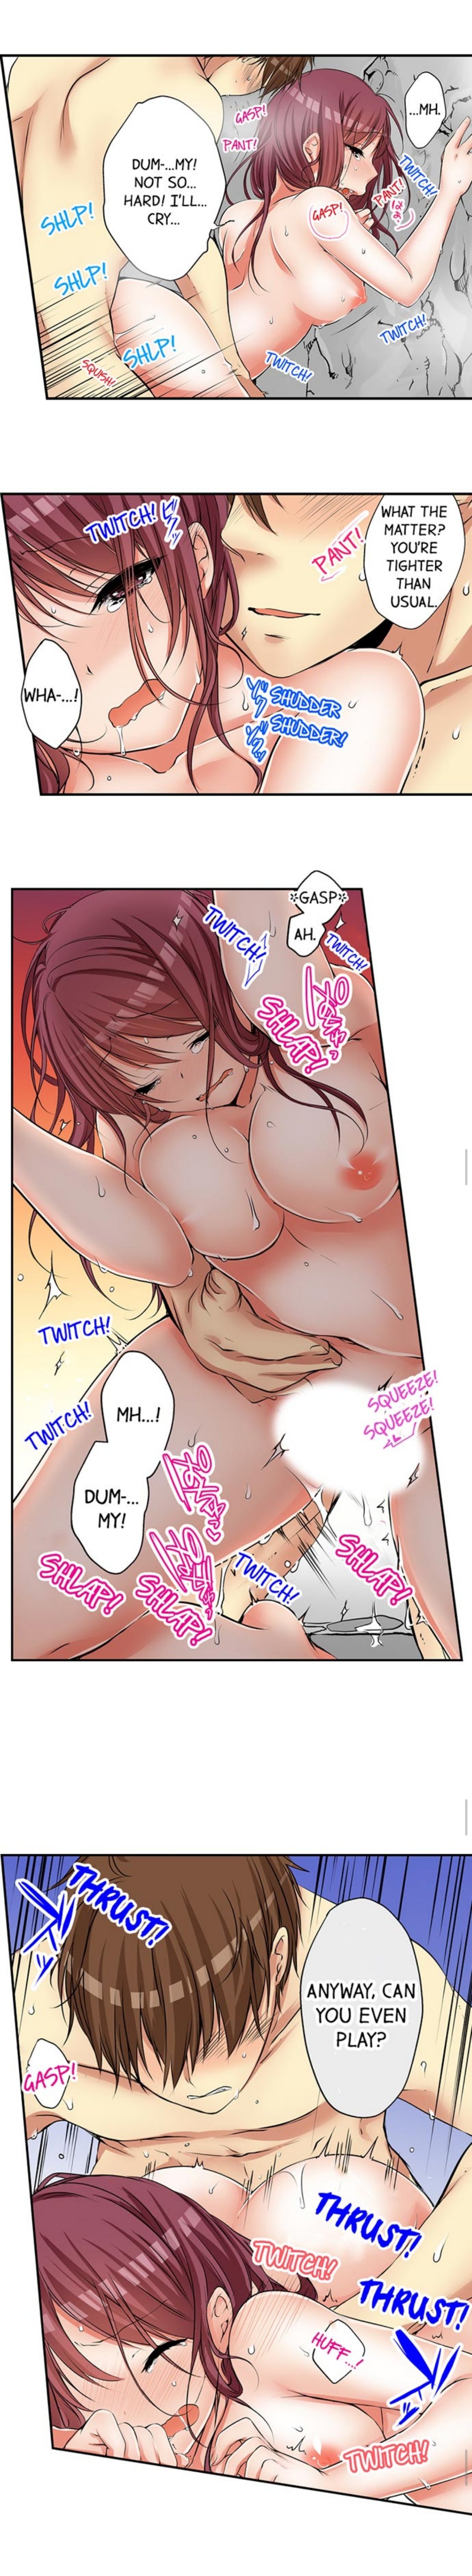 ...MH.
GASP!
PANT!
DUM-...MY!
NOT SO...
HARD! I'LL...
CRY...
TWITCH!
PANT!
GASP!
SHLP!
SHLP!
TWITCH!
SHLP!
TWITCH!
SQUISH!
WHAT THE
MATTER?
YOU'RE
TIGHTER
THAN
USUAL.
TWITCH!
PANT!
WHA-...!
SHUDDER
SHUDDER!
*GASP*
AH.
TWITCH!
TWITCH!
SHLAP!
TWITCH!
TWITCH!
MH...!
SQUEEZE!
SQUEEZE!
DUM-...
MY!
SHLAP!
TWITCH!
SHLAP!
SHLAP!
THRUST!
ANYWAY, CAN
YOU EVEN
PLAY?
GASP!
THRUST!
TWITCH!
THRUST!
HUFF...!
TWITCH!